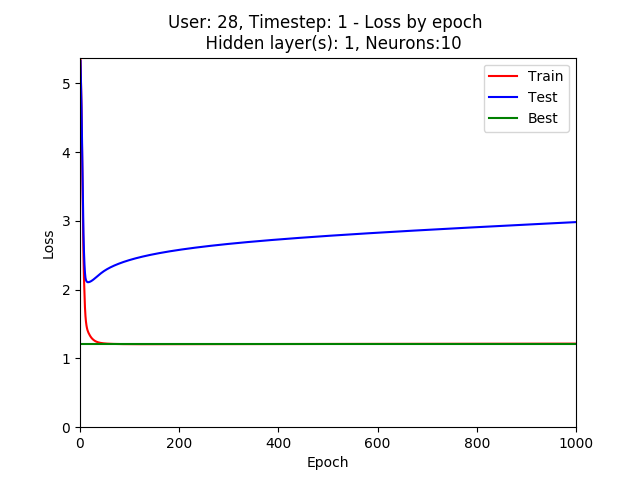 User: 28, Timestep: 1 - Loss by epoch
Hidden layer(s): 1, Neurons:10
Train
Test
Best
5
4
3
2
1
0
Loss
0
200
400
600
800
1000
Epoch